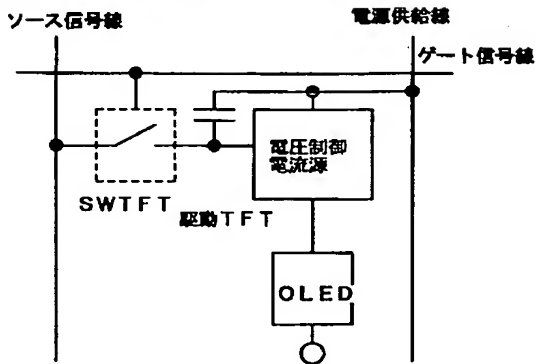 ソース信号線
電源供給線
ゲート信号線
電圧制御
電流源
SWTFT
駆動TFT
OLED